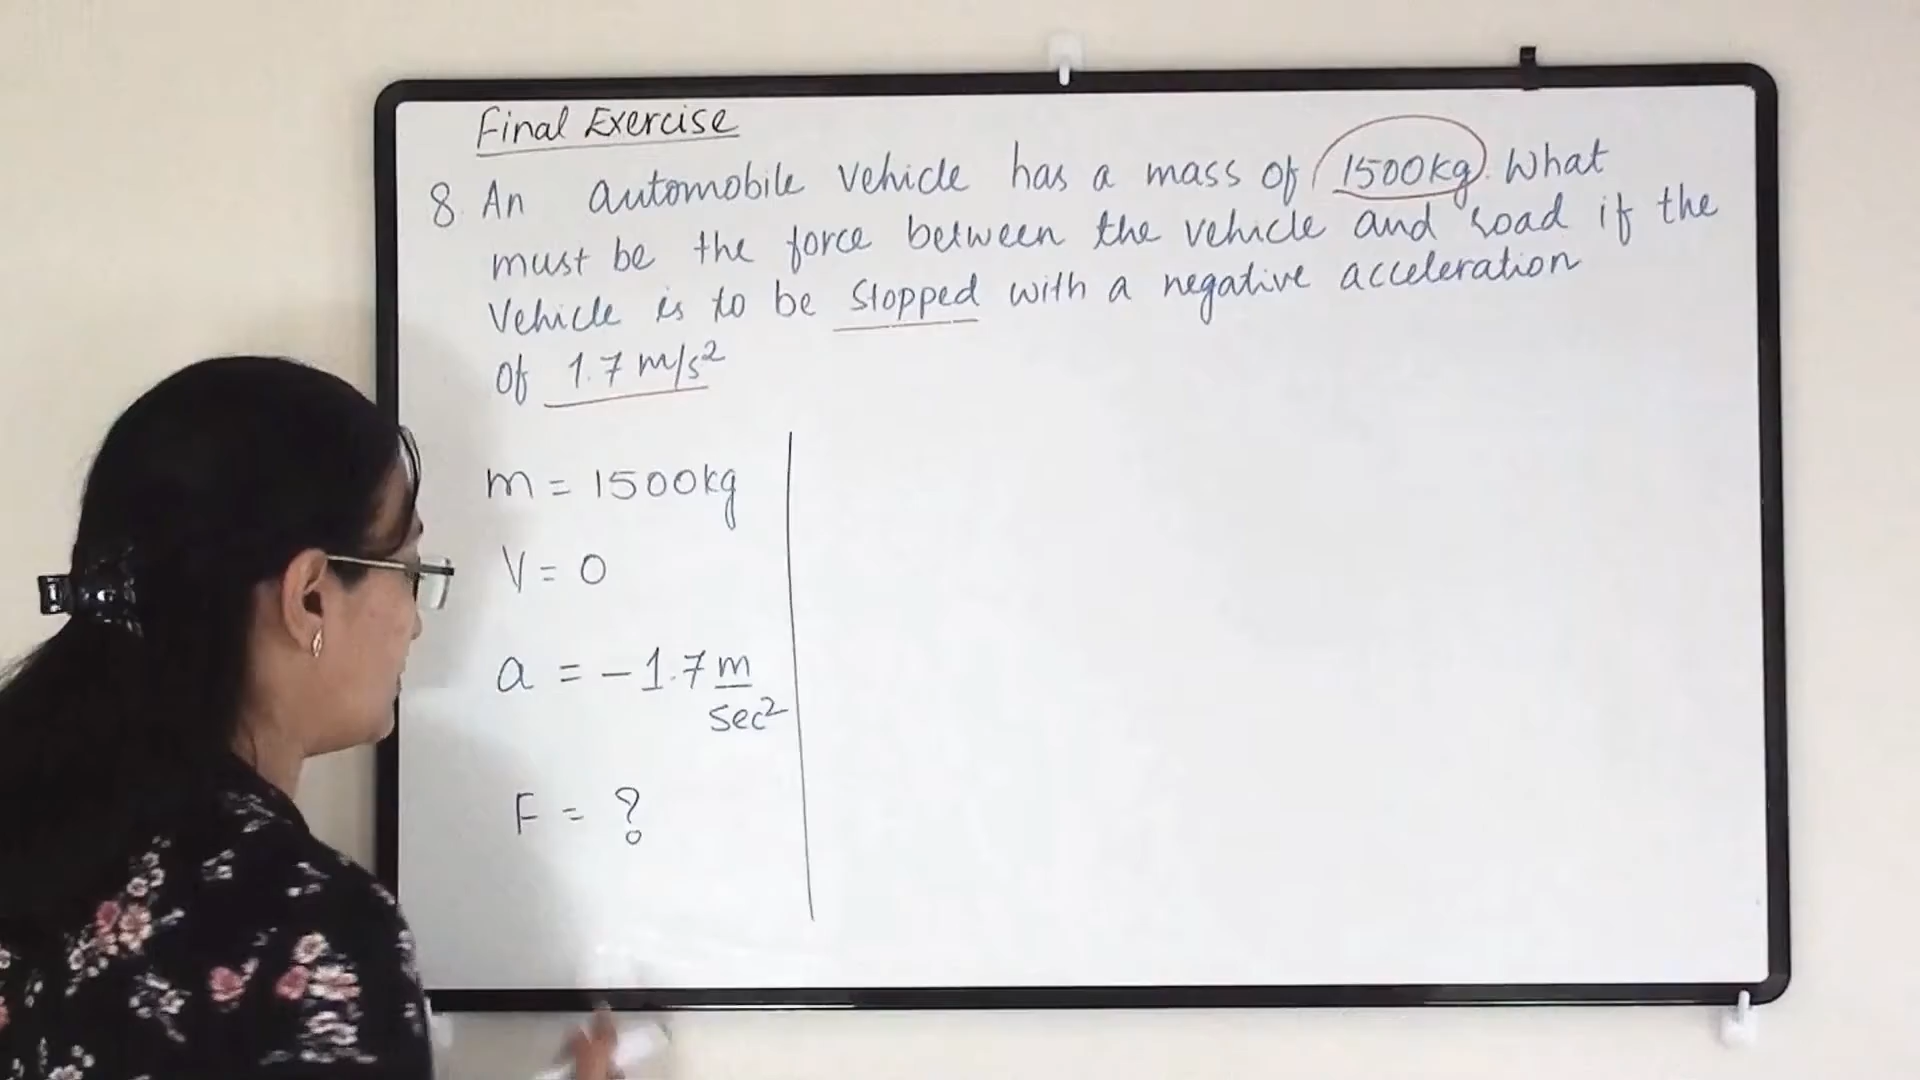 Final Exercise
8. An automobile vehicle has a mass of 1500kg. What
must be the force between the vehicle and road if the
vehicle is to be stopped with a negative acceleration
of 1.7 m/s²
m = 1500kg
V = 0
a = - 1.7 m
sec²
F = ?